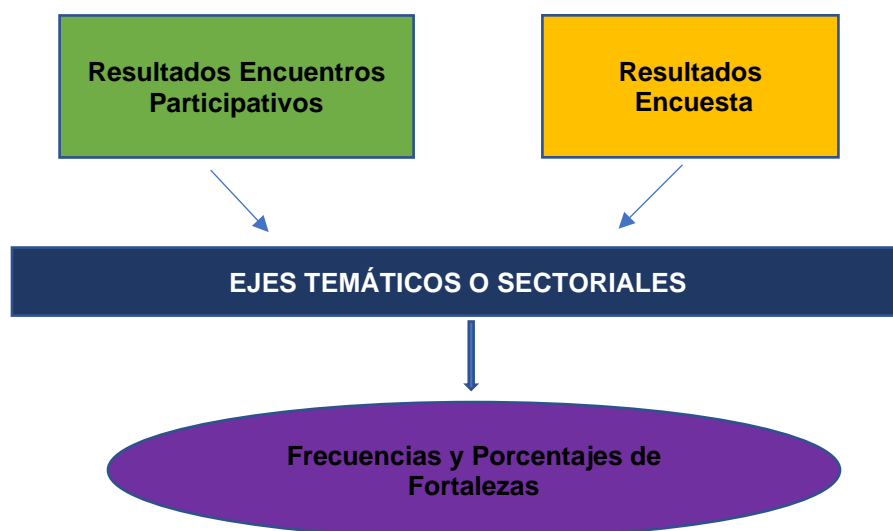 Resultados Encuentros
Participativos
Resultados
Encuesta
EJES TEMÁTICOS O SECTORIALES
Frecuencias y Porcentajes de
Fortalezas